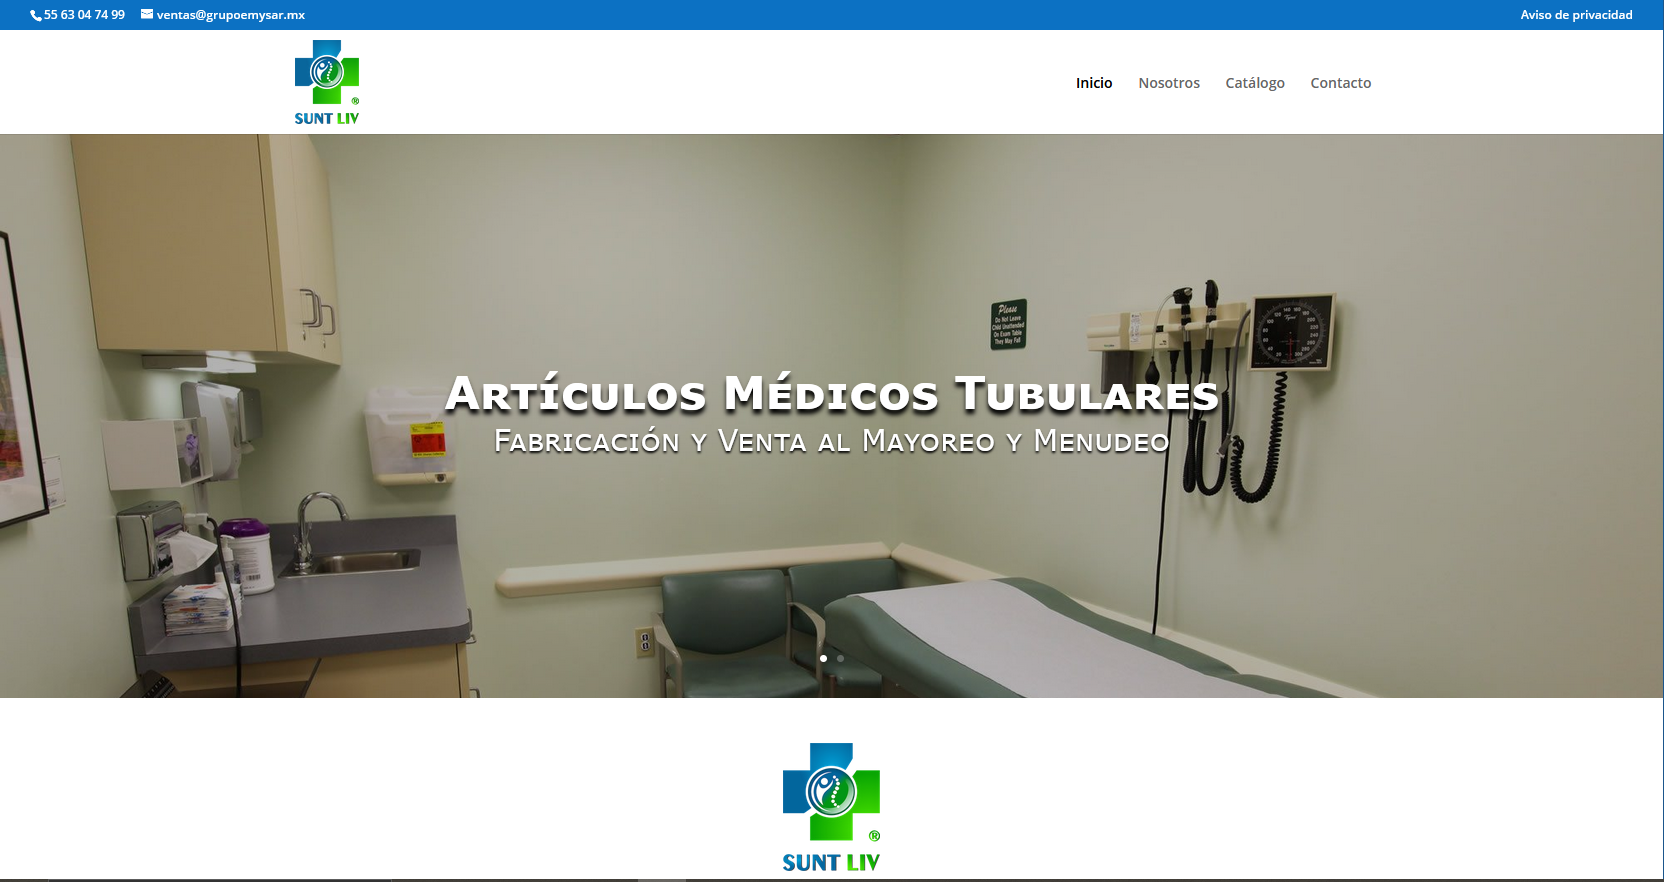 55 63 04 74 99 ventas@grupoemysar.mx Aviso de privacidad
SUNT LIV ®
Inicio Nosotros Catálogo Contacto
Please
Do Not Leave
Child Unattended
On Exam Table
They May Fall
Artículos Médicos Tubulares
Fabricación y Venta al Mayoreo y Menudeo
®
SUNT LIV